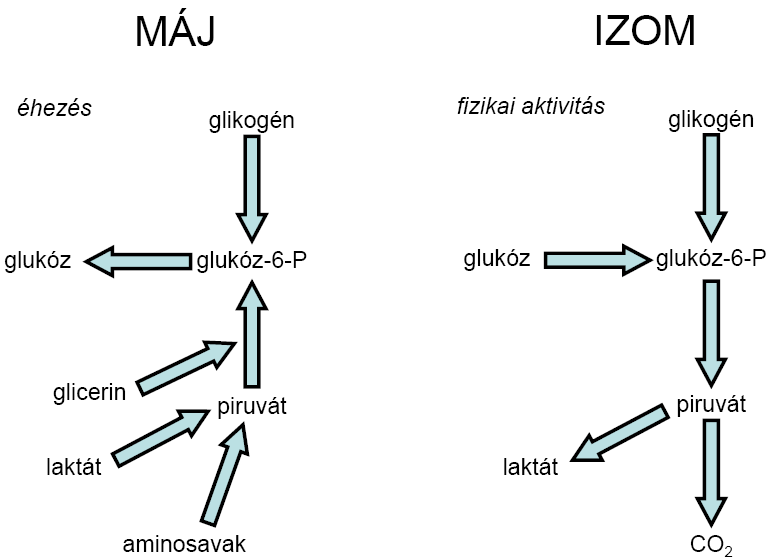 MÁJ
éhezés
glikogén
glukóz
glukóz-6-P
glicerin
piruvát
laktát
aminosavak
IZOM
fizikai aktivitás
glikogén
glukóz
glukóz-6-P
piruvát
laktát
CO₂